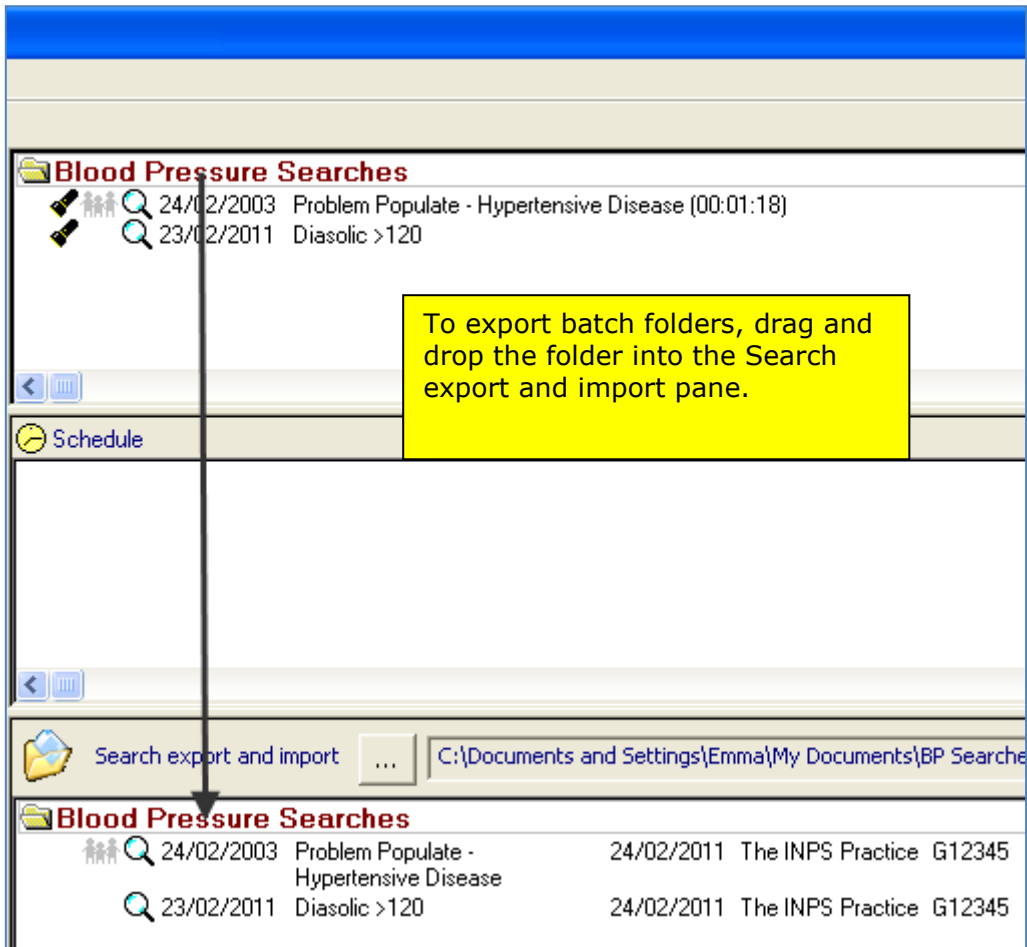 Blood Pressure Searches
24/02/2003 Problem Populate - Hypertensive Disease (00:01:18)
23/02/2011 Diasolic >120
To export batch folders, drag and
drop the folder into the Search
export and import pane.
Schedule
Search export and import ... C:\Documents and Settings\Emma\My Documents\BP Searche
Blood Pressure Searches
24/02/2003 Problem Populate - 24/02/2011 The INPS Practice G12345
Hypertensive Disease
23/02/2011 Diasolic >120 24/02/2011 The INPS Practice G12345